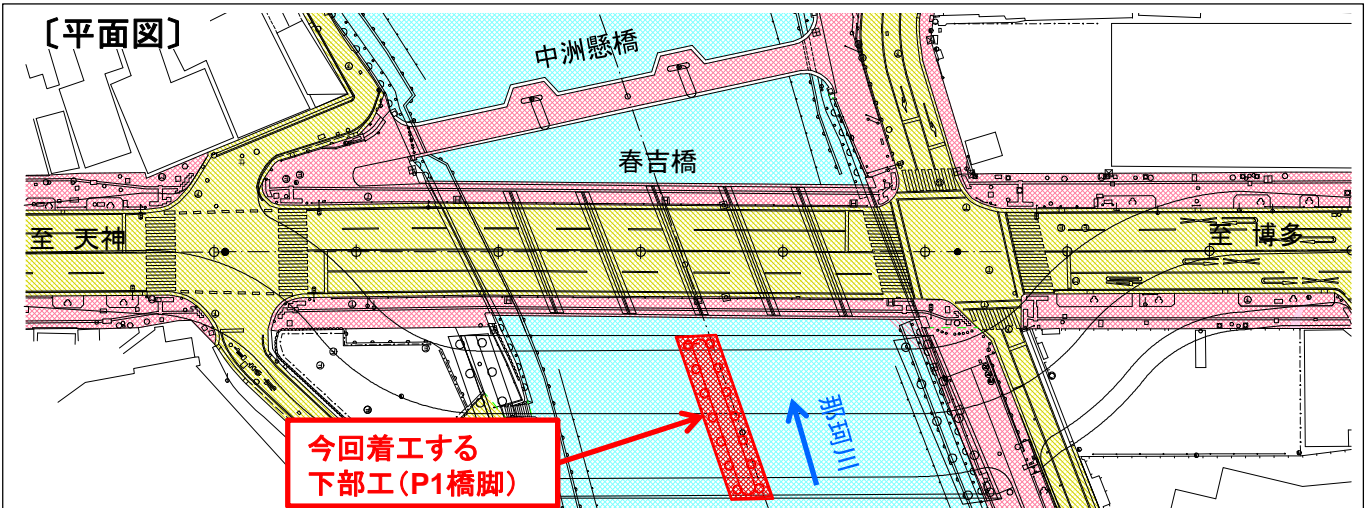 〔平面図〕
中洲懸橋
春吉橋
至 天神
至 博多
那珂川
今回着工する
下部工(P1橋脚)